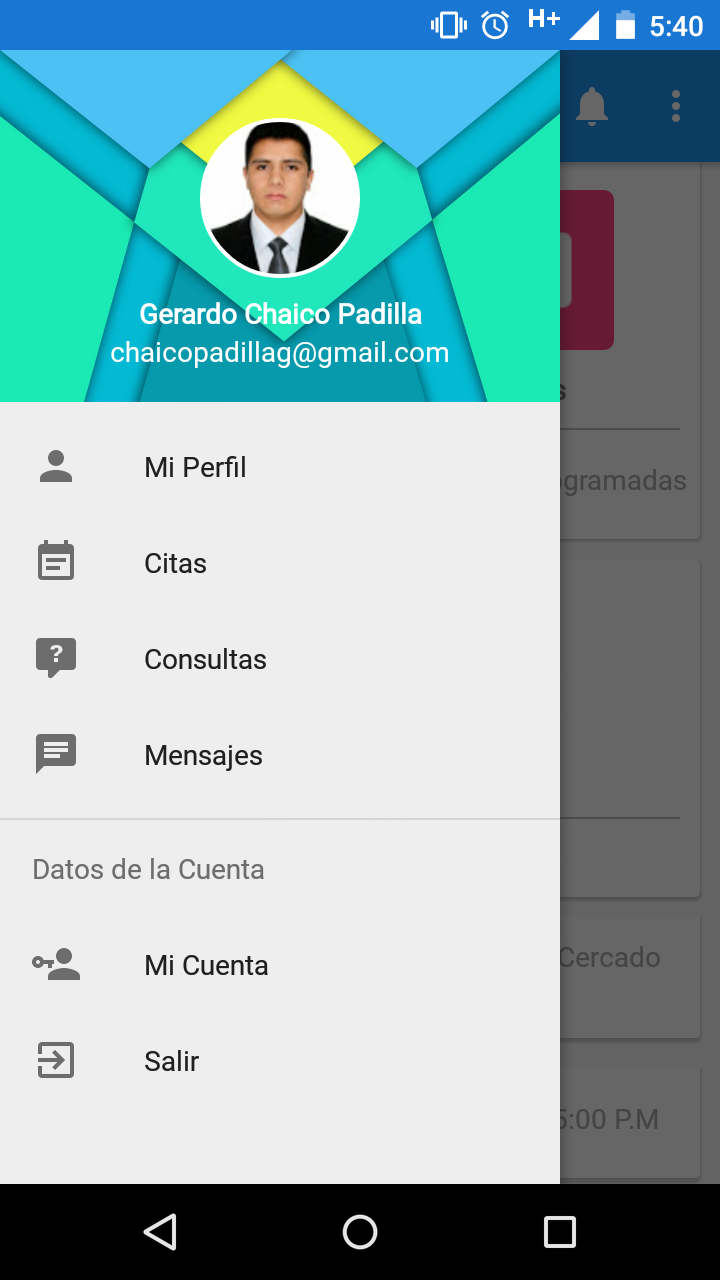 H+ 5:40
Gerardo Chaico Padilla
chaicopadillag@gmail.com
Mi Perfil
Citas
? Consultas
Mensajes
Datos de la Cuenta
Mi Cuenta
Salir
Cercado
5:00 P.M